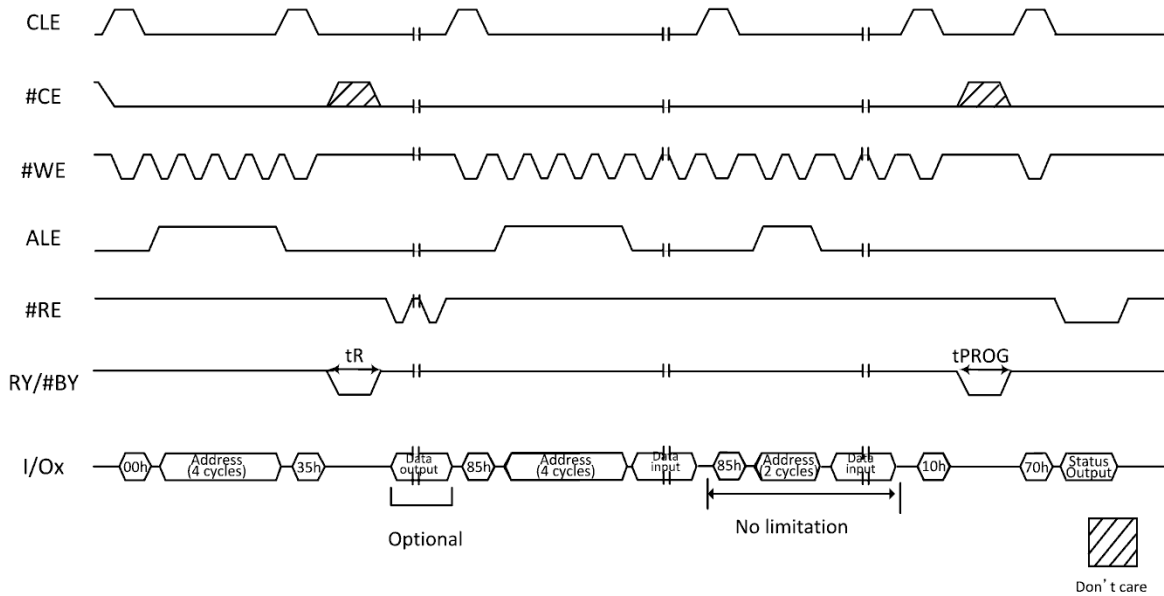 CLE
#CE
#WE
ALE
#RE
tR
tPROG
RY/#BY
I/Ox
00h
Address
(4 cycles)
35h
Data
output
85h
Address
(4 cycles)
Data
input
85h
Address
(2 cycles)
Data
input
10h
70h
Status
Output
Optional
No limitation
Don't care